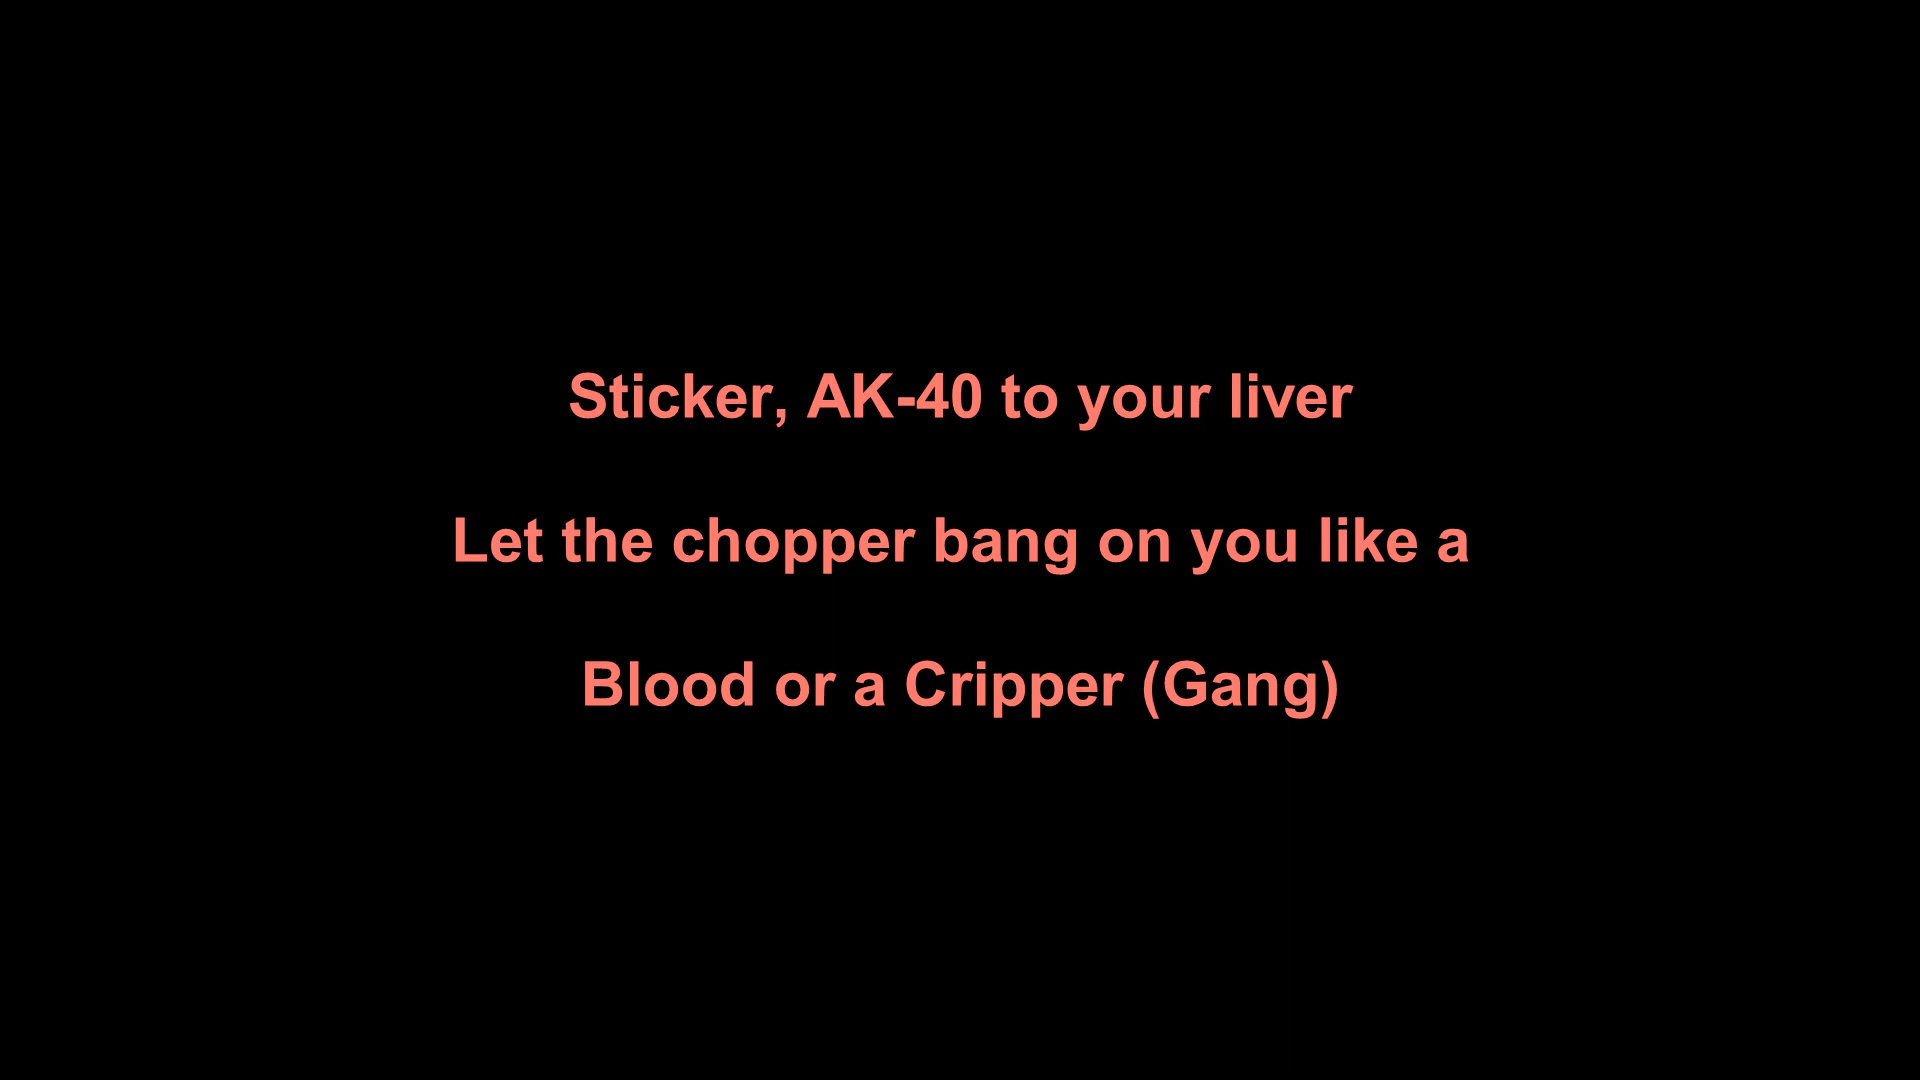 Sticker, AK-40 to your liver
Let the chopper bang on you like a
Blood or a Cripper (Gang)